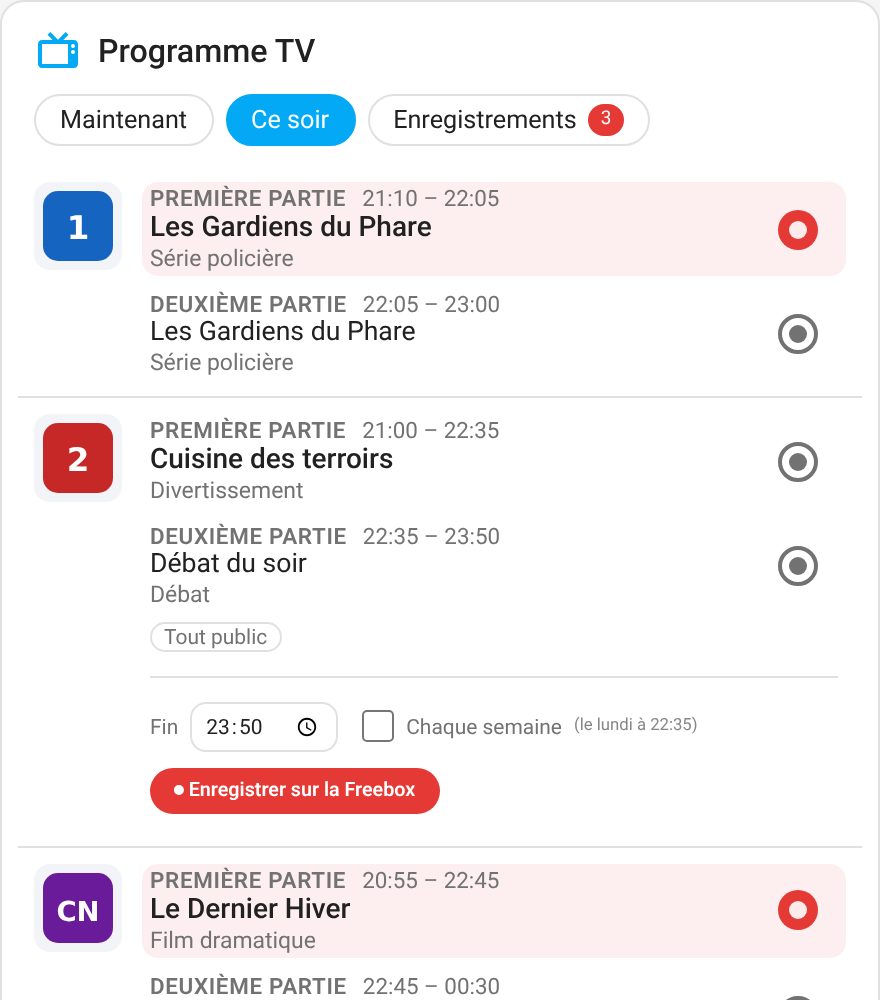 Programme TV
Maintenant
Ce soir
Enregistrements 3
1
PREMIÈRE PARTIE 21:10 – 22:05
Les Gardiens du Phare
Série policière
DEUXIÈME PARTIE 22:05 – 23:00
Les Gardiens du Phare
Série policière
2
PREMIÈRE PARTIE 21:00 – 22:35
Cuisine des terroirs
Divertissement
DEUXIÈME PARTIE 22:35 – 23:50
Débat du soir
Débat
Tout public
Fin 23:50 Chaque semaine (le lundi à 22:35)
Enregistrer sur la Freebox
CN
PREMIÈRE PARTIE 20:55 – 22:45
Le Dernier Hiver
Film dramatique
DEUXIÈME PARTIE 22:45 – 00:30